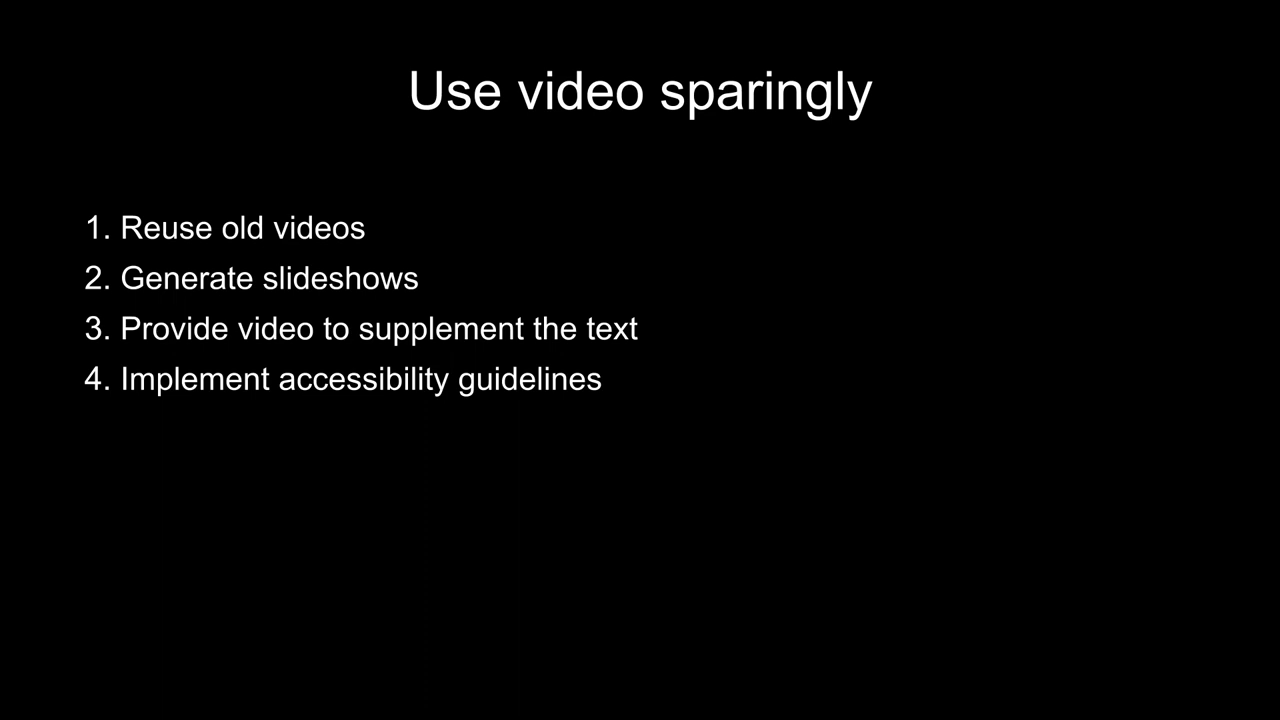 Use video sparingly
1. Reuse old videos
2. Generate slideshows
3. Provide video to supplement the text
4. Implement accessibility guidelines